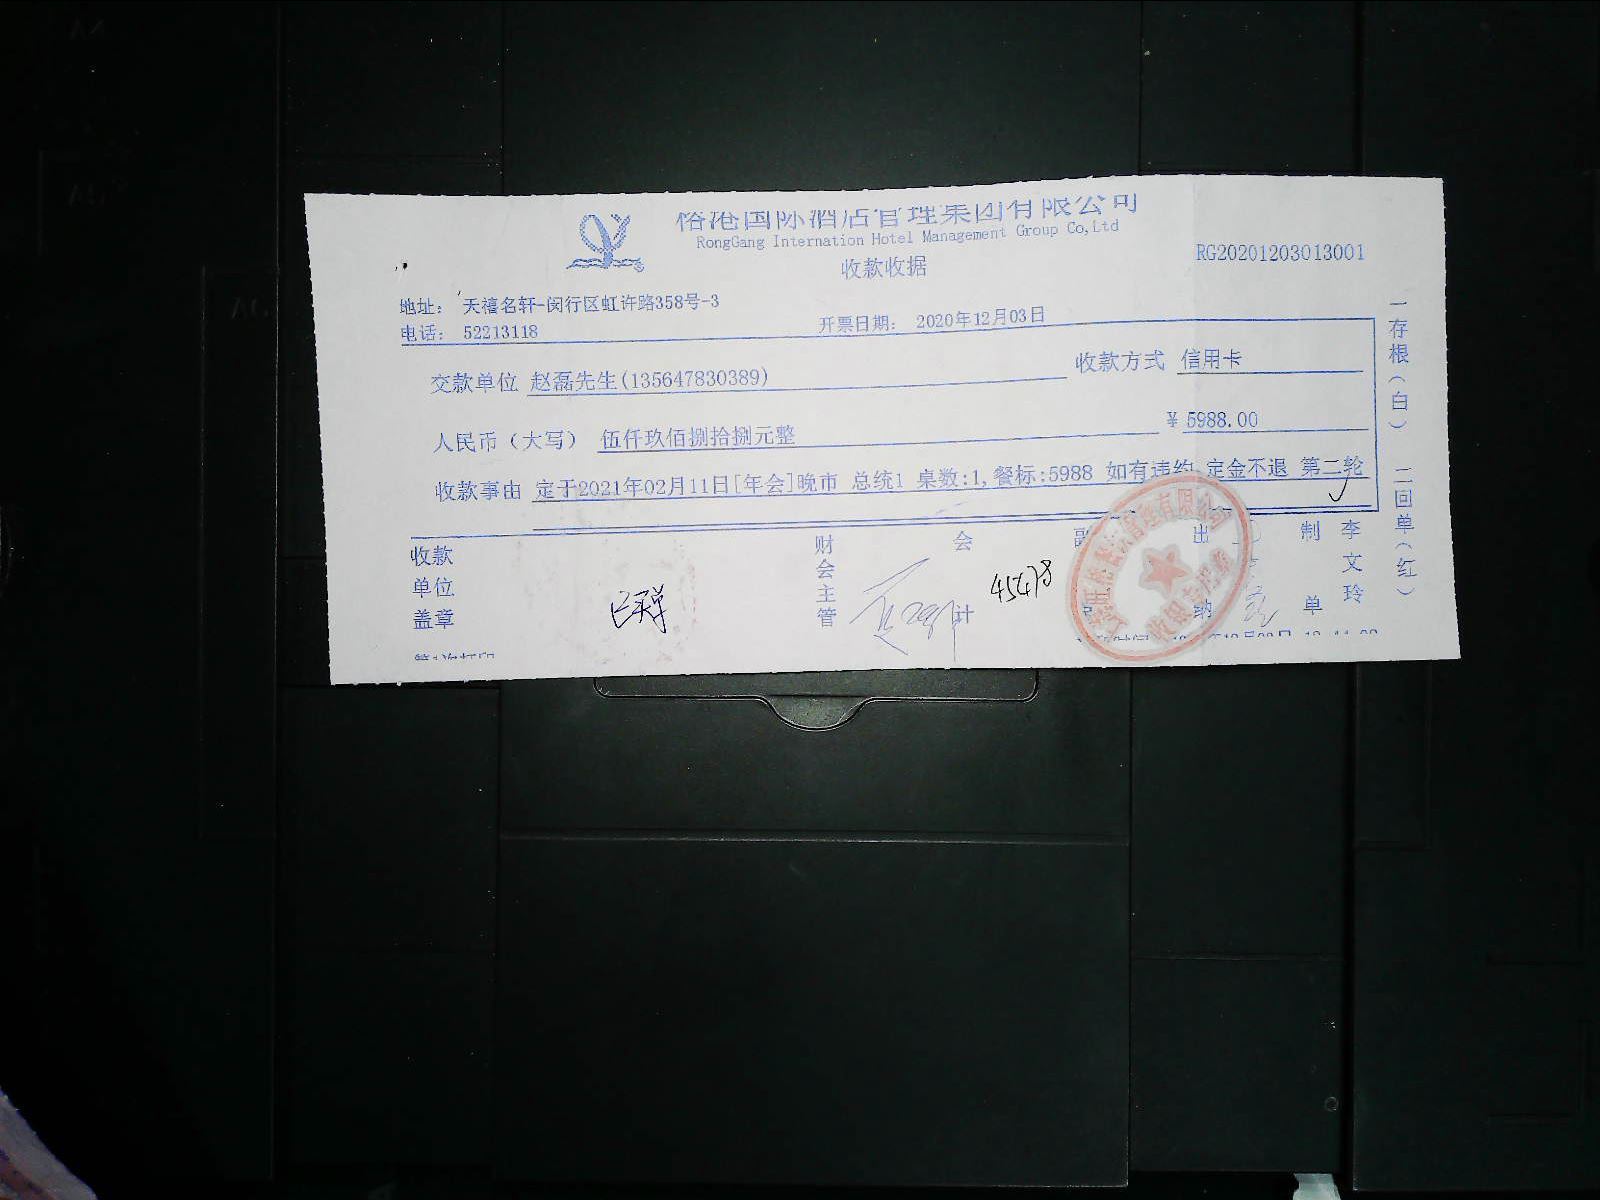 国际酒店管理集团有限公司
RongGang Internation Hotel Management Group Co,Ltd
收款收据
RG20201203013001
地址: 天禧名轩-闵行区虹许路358号-3
电话: 52213118
开票日期: 2020年12月03日
交款单位 赵磊先生(135647830389)
收款方式 信用卡
人民币(大写) 伍仟玖佰捌拾捌元整
¥ 5988.00
收款事由 定于2021年02月11日[年会]晚市 总统1 桌数:1,餐标:5988 如有违约 定金不退 第二轮
收款单位盖章
财会主管
会计
出纳
制单
李文玲
一存根(白) 二回单(红)